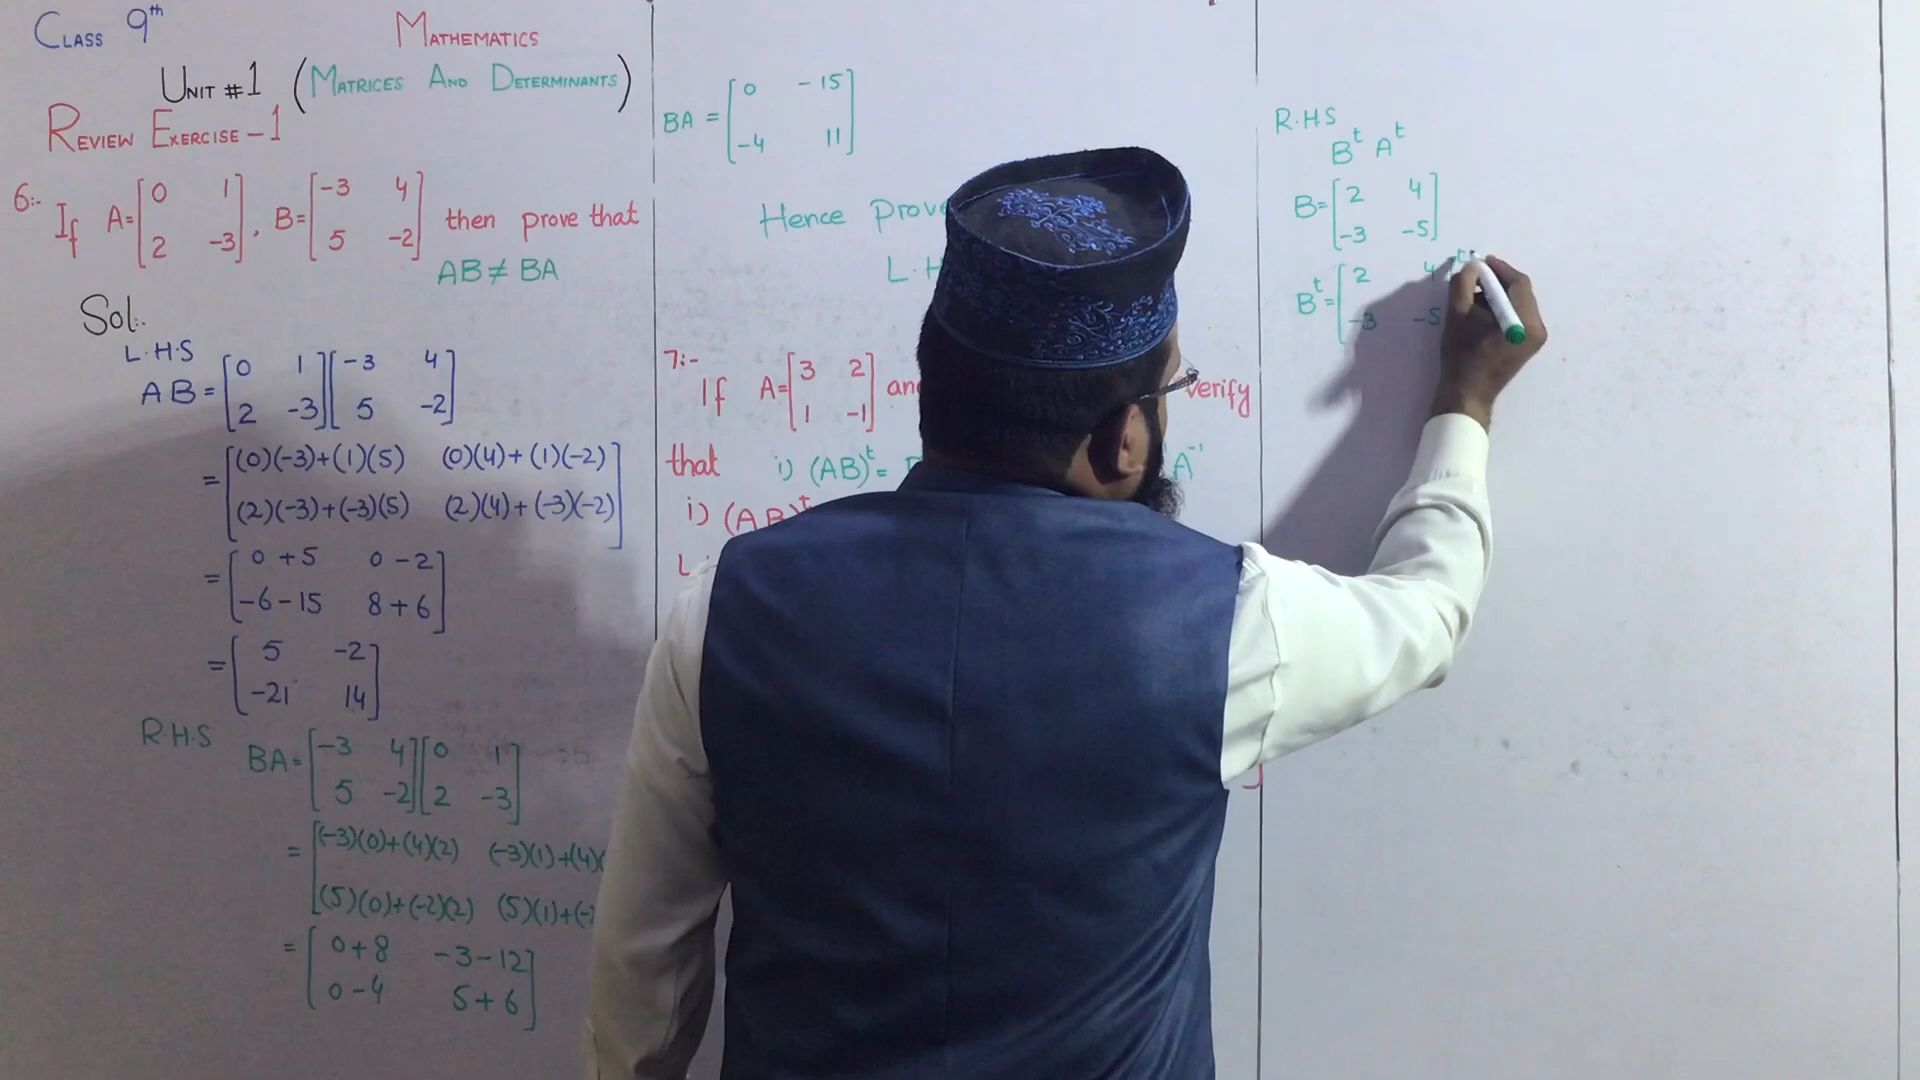 CLASS 9th MATHEMATICS
UNIT #1 (MATRICES AND DETERMINANTS)
REVIEW EXERCISE - 1
6:- If A=[0 1
2 -3], B=[-3 4
5 -2] then prove that
AB ≠ BA
Sol:.
L.H.S
AB = [0 1
2 -3][-3 4
5 -2]
= [(0)(-3)+(1)(5) (0)(4)+(1)(-2)
(2)(-3)+(-3)(5) (2)(4)+(-3)(-2)]
= [0+5 0-2
-6-15 8+6]
= [5 -2
-21 14]
R.H.S
BA = [-3 4
5 -2][0 1
2 -3]
= [(-3)(0)+(4)(2) (-3)(1)+(4)(
(5)(0)+(-2)(2) (5)(1)+(-
= [0+8 -3-12
0-4 5+6]
BA = [0 -15
-4 11]
Hence
L.H
7:- If A=[3 2
1 -1] verify
that i) (AB)^t = A^-1
i) (AB)^t
L
R.H.S
B^t A^t
B = [2 4
-3 -5]
B^t = [2 4
-3 -5]^t